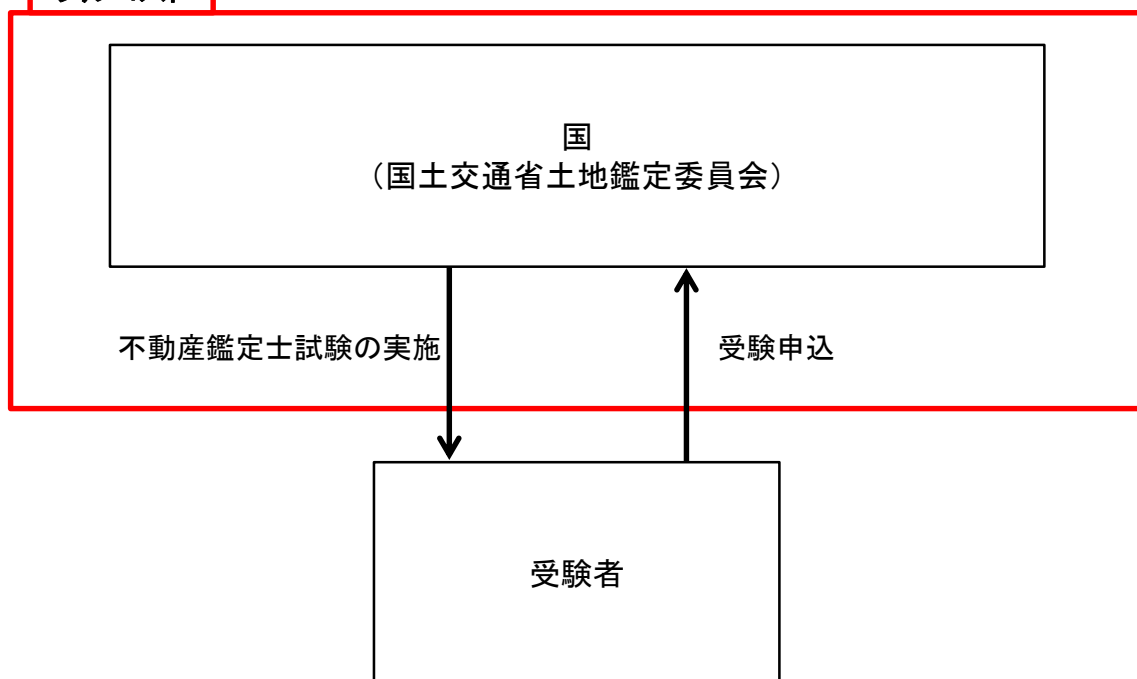 国
（国土交通省土地鑑定委員会）
不動産鑑定士試験の実施
受験申込
受験者